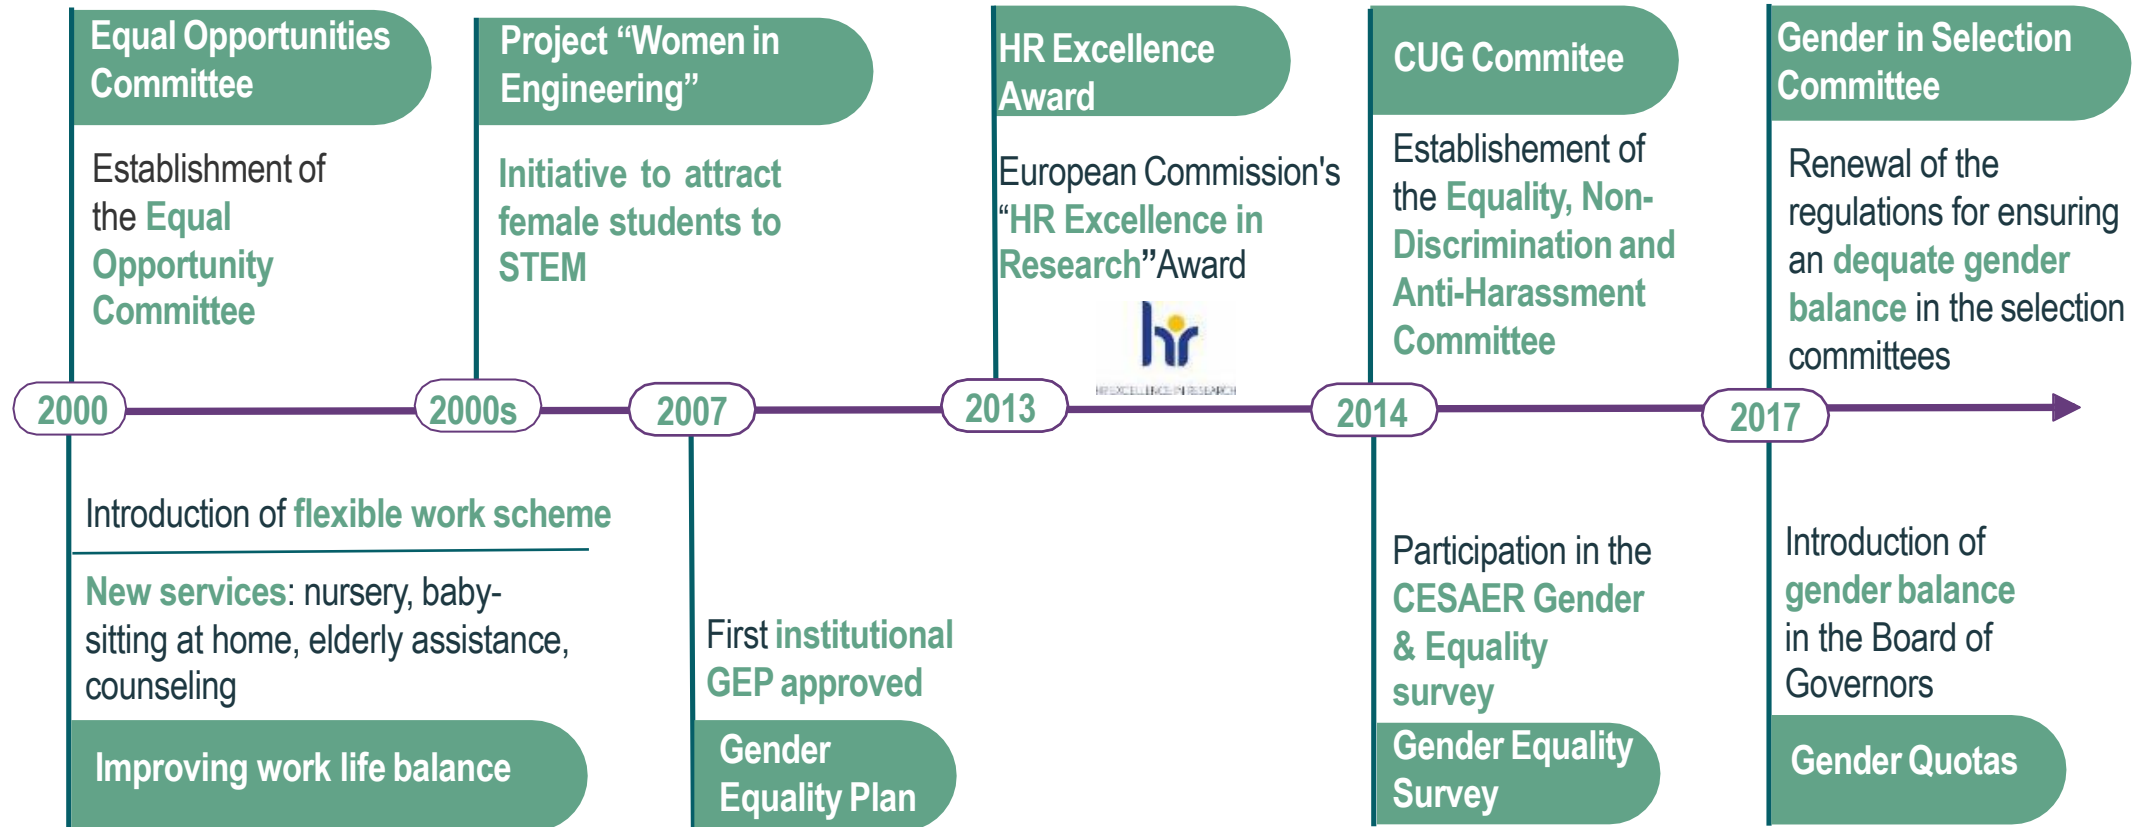 Equal Opportunities
Committee
Establishment of
the Equal
Opportunity
Committee
Project “Women in
Engineering”
Initiative to attract
female students to
STEM
HR Excellence
Award
European Commission's
“HR Excellence in
Research”Award
hr
HR EXCELLENCE IN RESEARCH
CUG Commitee
Establishement of
the Equality, Non-
Discrimination and
Anti-Harassment
Committee
Gender in Selection
Committee
Renewal of the
regulations for ensuring
an dequate gender
balance in the selection
committees
2000
2000s
2007
2013
2014
2017
Introduction of flexible work scheme
New services: nursery, baby-
sitting at home, elderly assistance,
counseling
Improving work life balance
First institutional
GEP approved
Gender
Equality Plan
Participation in the
CESAER Gender
& Equality
survey
Gender Equality
Survey
Introduction of
gender balance
in the Board of
Governors
Gender Quotas